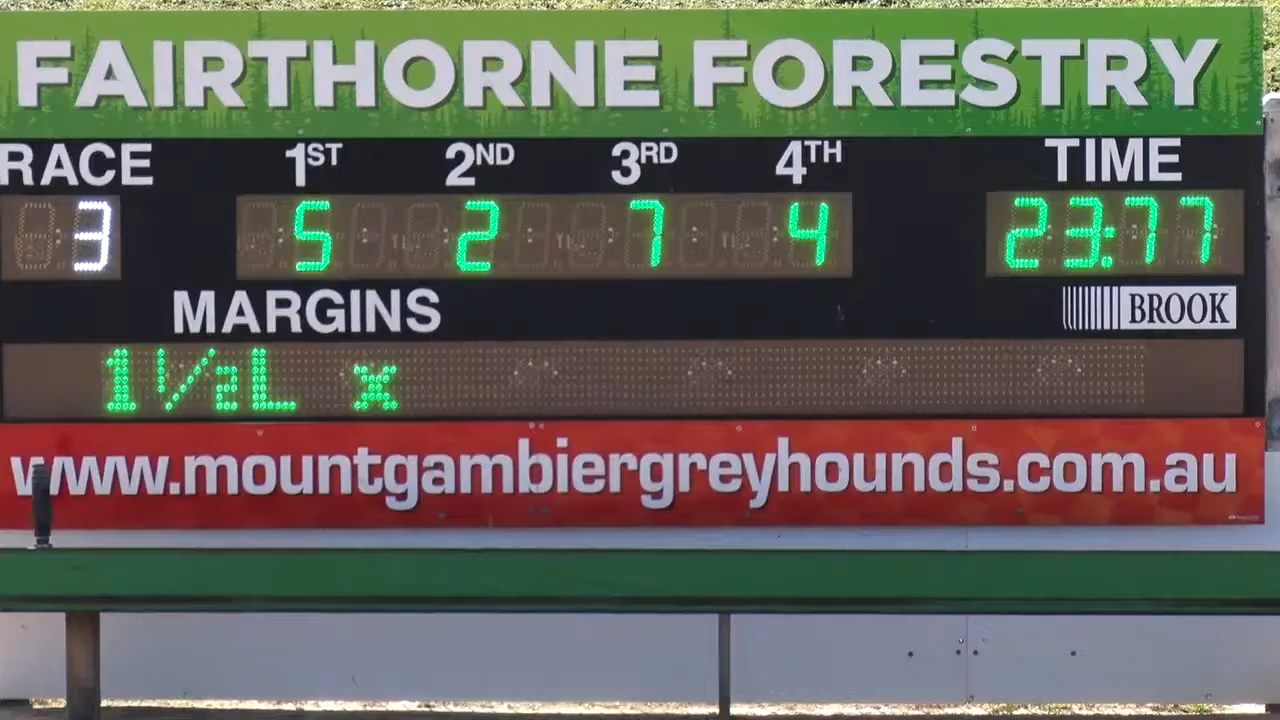 FAIRTHORNE FORESTRY
RACE 1ST 2ND 3RD 4TH TIME
3 5 2 7 4 23:77
MARGINS
BROOK
1½L x
www.mountgambiergreyhounds.com.au